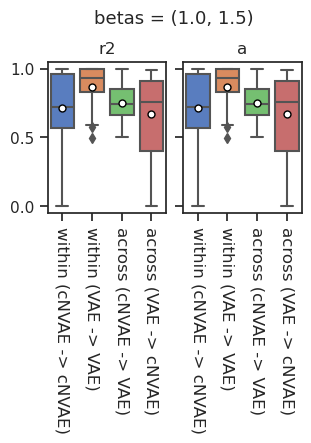 betas = (1.0, 1.5)
r2
a
1.0
0.5
0.0
within (cNVAE -> cNVAE)
within (VAE -> VAE)
across (cNVAE -> VAE)
across (VAE -> cNVAE)
within (cNVAE -> cNVAE)
within (VAE -> VAE)
across (cNVAE -> VAE)
across (VAE -> cNVAE)